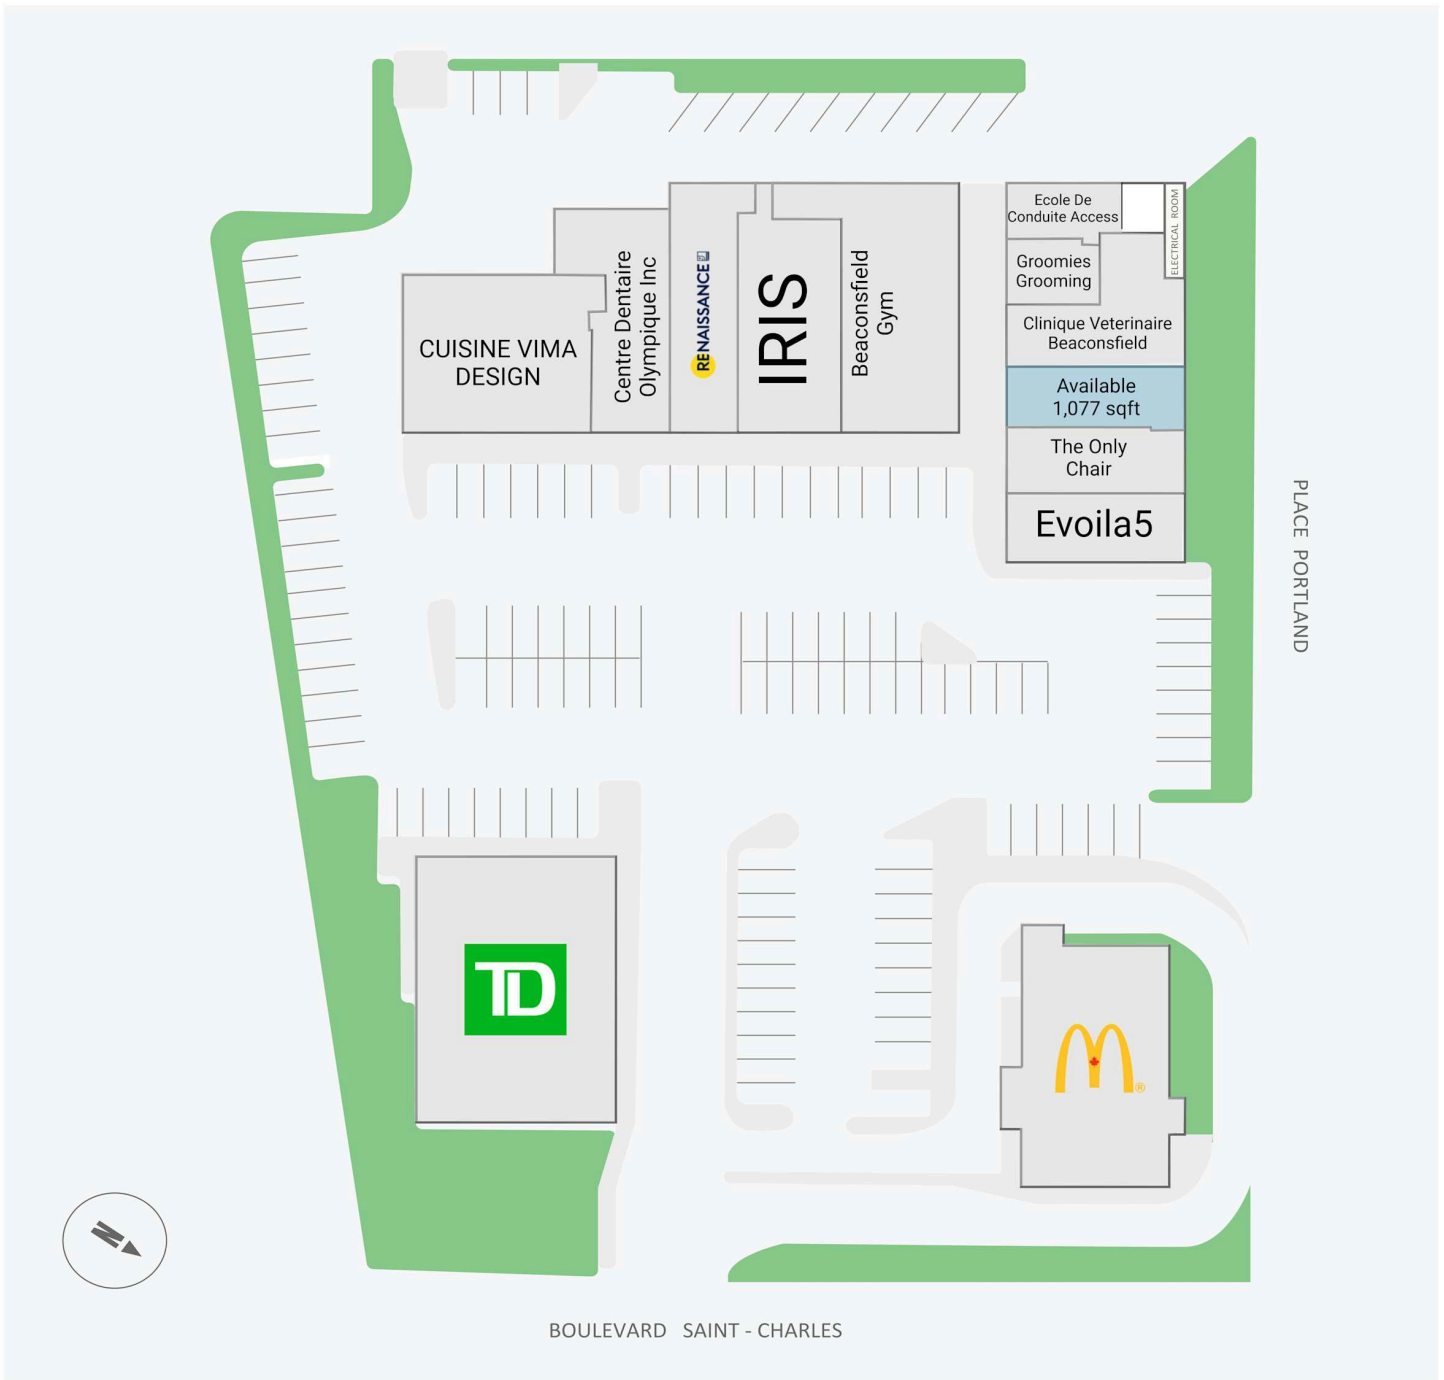 Ecole De
Conduite Access
ELECTRICAL ROOM
Groomies
Grooming
Clinique Veterinaire
Beaconsfield
Available
1,077 sqft
The Only
Chair
Evoila5
CUISINE VIMA
DESIGN
Centre Dentaire
Olympique Inc
RENAISSANCE
IRIS
Beaconsfield
Gym
PLACE PORTLAND
TD
M
®
N
BOULEVARD SAINT - CHARLES